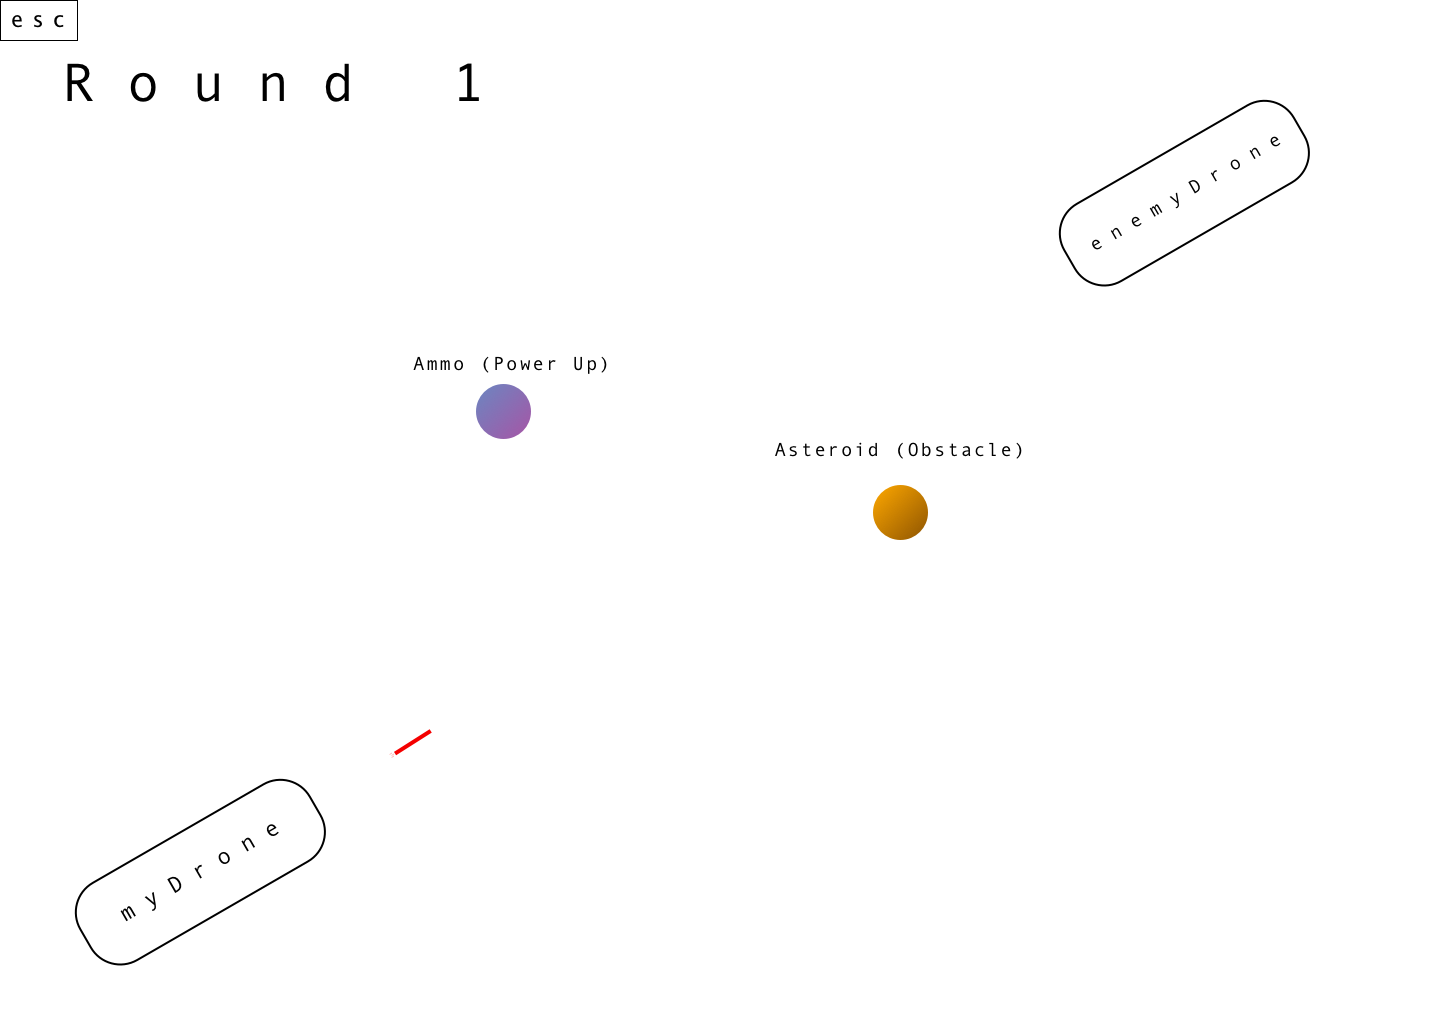 esc
Round 1
enemyDrone
Ammo (Power Up)
Asteroid (Obstacle)
myDrone